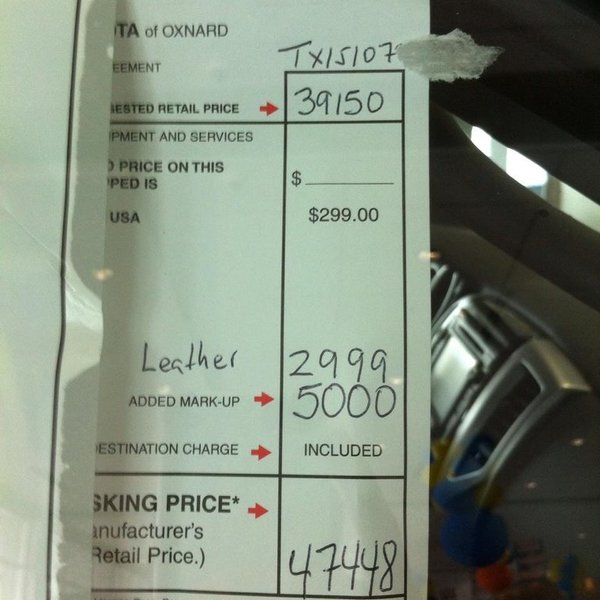 TA of OXNARD
TX15107
EEMENT
ESTED RETAIL PRICE 39150
PMENT AND SERVICES
PRICE ON THIS
PED IS $
USA $299.00
Leather 2999
ADDED MARK-UP 5000
ESTINATION CHARGE INCLUDED
SKING PRICE*
anufacturer's
Retail Price.) 47448